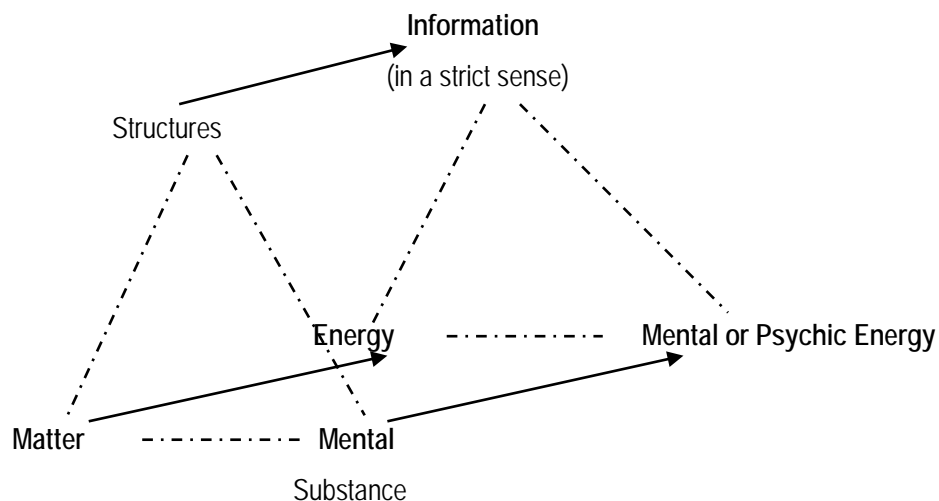 Information
(in a strict sense)
Structures
Energy
Mental or Psychic Energy
Matter
Mental
Substance